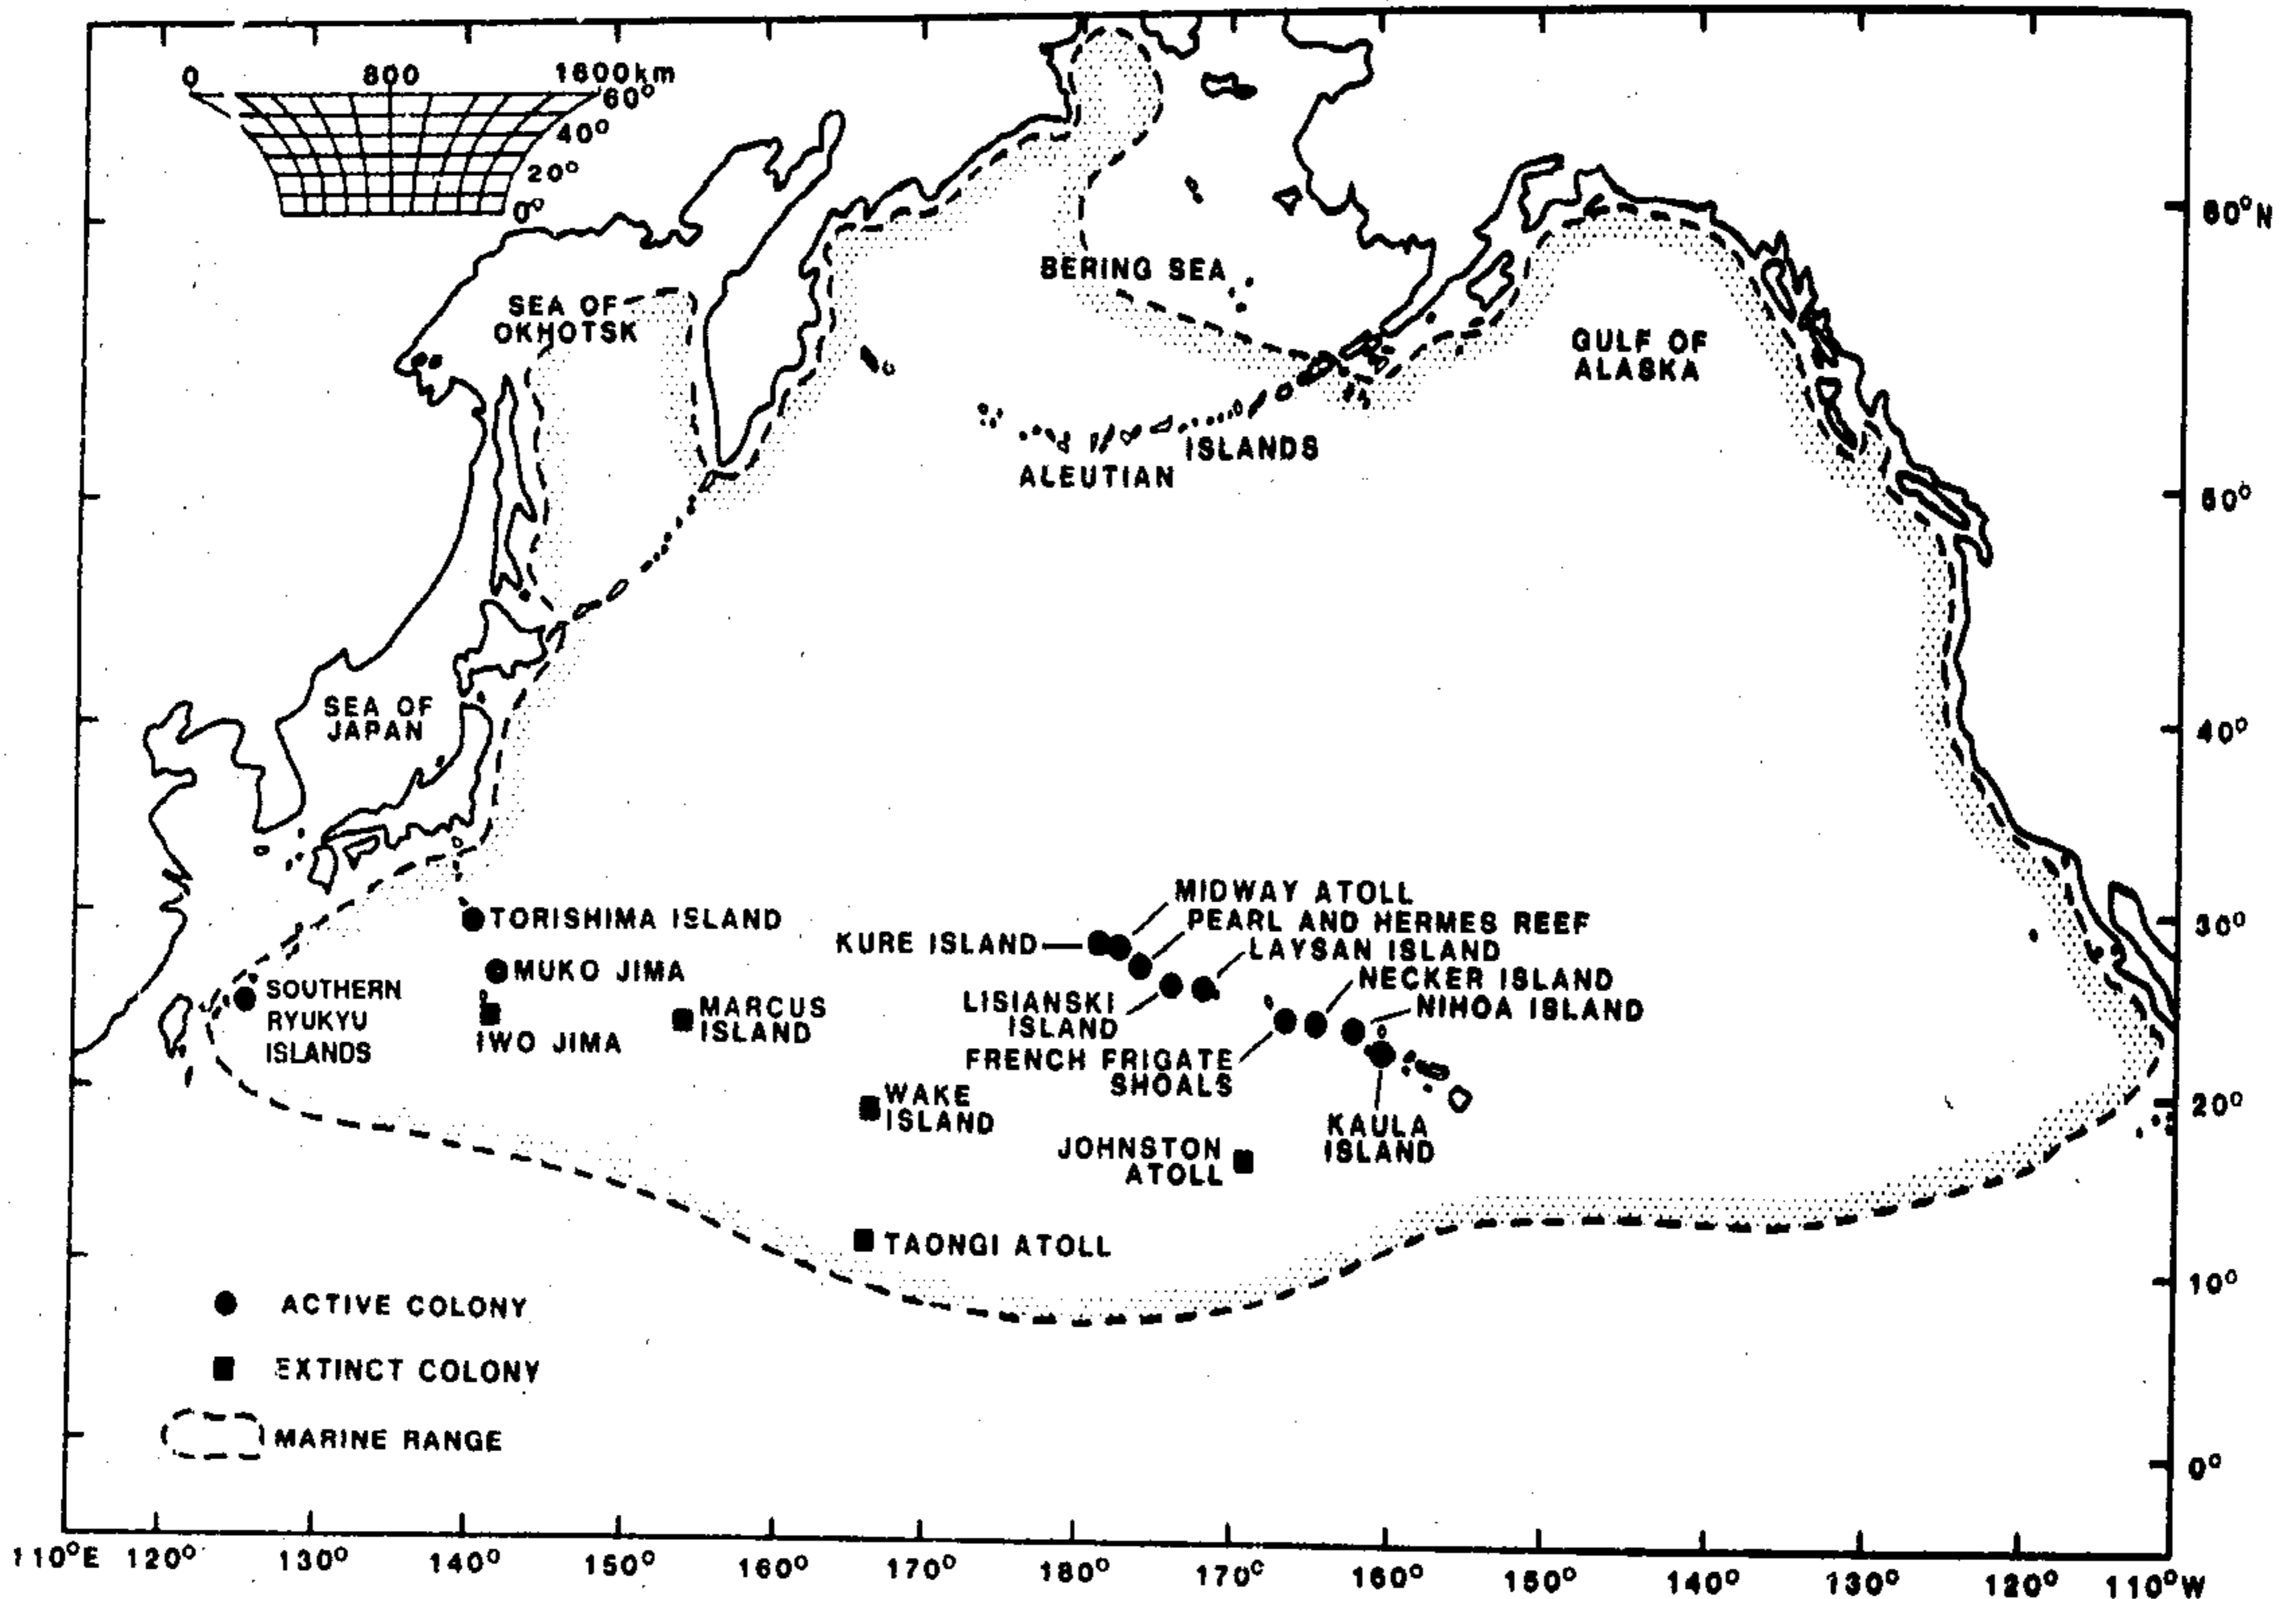 0 800 1600km
60°
40°
20°
0°
60°N
BERING SEA
SEA OF
OKHOTSK
GULF OF
ALASKA
ISLANDS
ALEUTIAN
50°
SEA OF
JAPAN
40°
MIDWAY ATOLL
PEARL AND HERMES REEF
TORISHIMA ISLAND
30°
KURE ISLAND
LAYSAN ISLAND
MUKO JIMA
NECKER ISLAND
SOUTHERN
RYUKYU
ISLANDS
MARCUS
ISLAND
LISIANSKI
ISLAND
NIHOA ISLAND
IWO JIMA
FRENCH FRIGATE
SHOALS
WAKE
ISLAND
20°
KAULA
ISLAND
JOHNSTON
ATOLL
TAONGI ATOLL
10°
ACTIVE COLONY
EXTINCT COLONY
MARINE RANGE
0°
110°E 120° 130° 140° 150° 160° 170° 180° 170° 160° 150° 140° 130° 120° 110°W